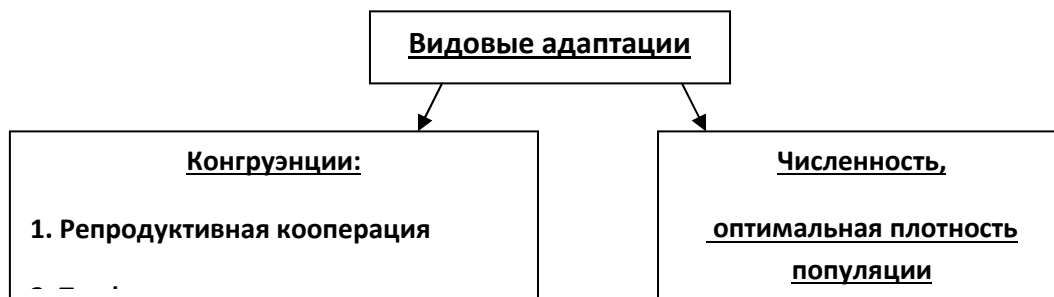 Видовые адаптации
Конгруэнции:
1. Репродуктивная кооперация
Численность,
оптимальная плотность
популяции